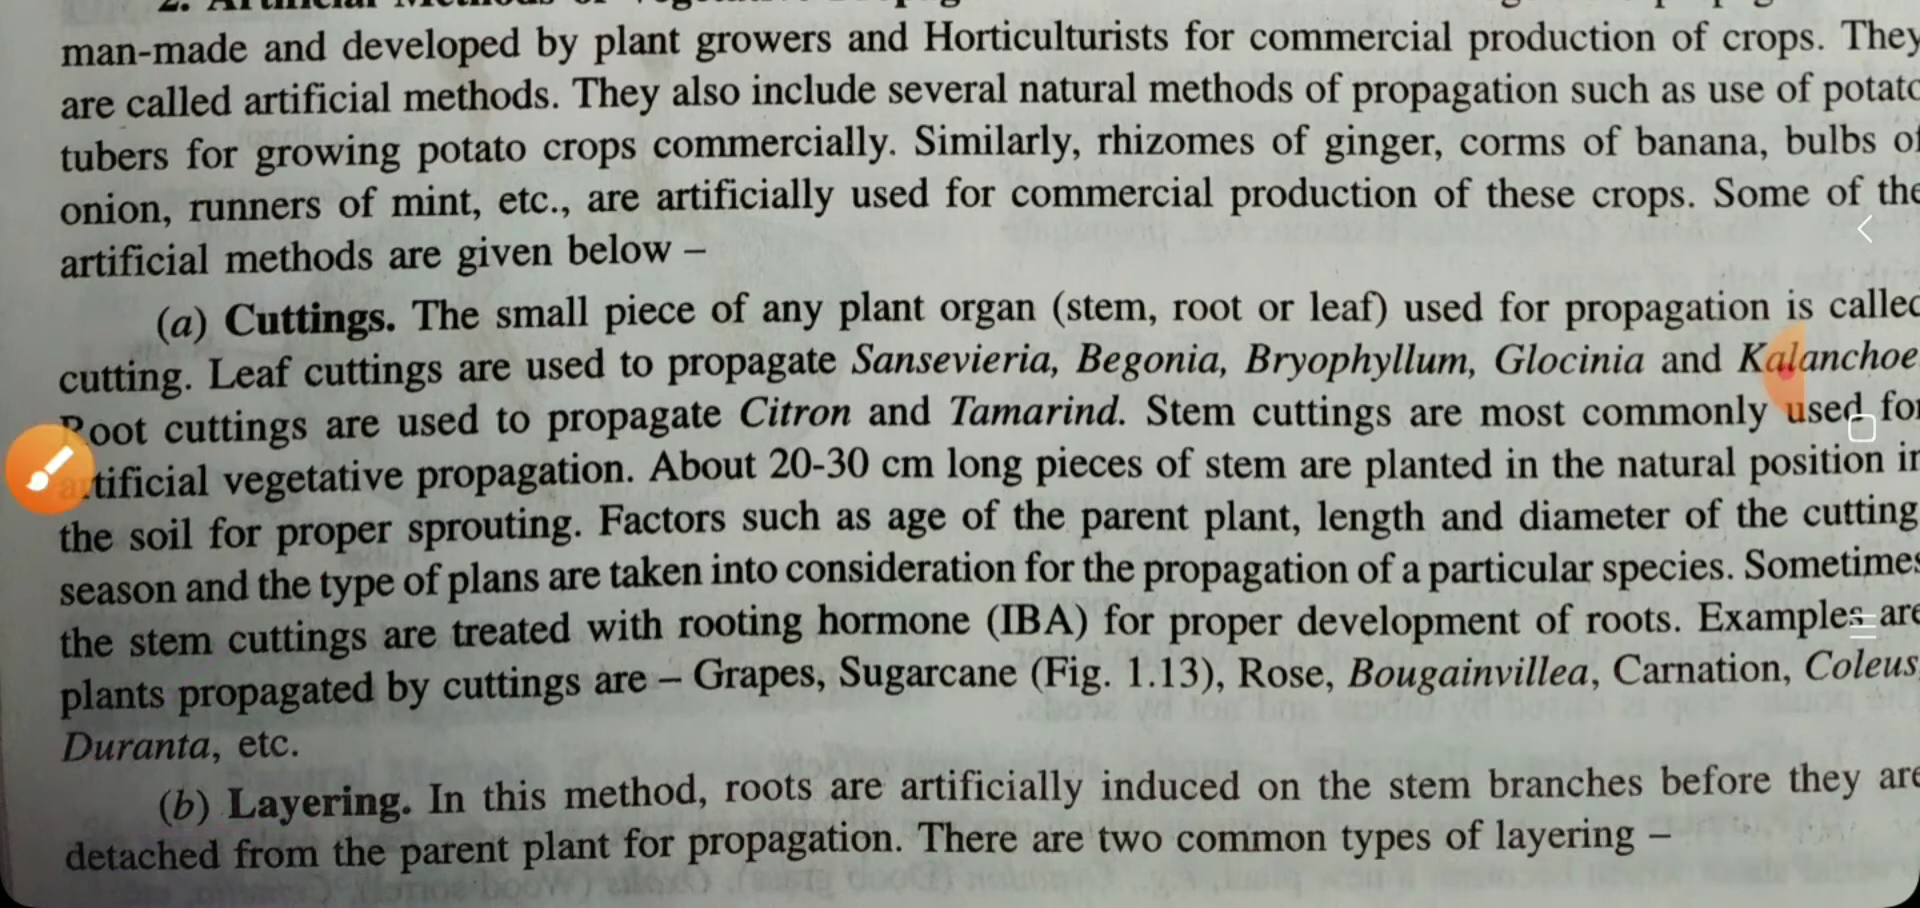 2. Artificial Methods of Vegetative
man-made and developed by plant growers and Horticulturists for commercial production of crops. They
are called artificial methods. They also include several natural methods of propagation such as use of potato
tubers for growing potato crops commercially. Similarly, rhizomes of ginger, corms of banana, bulbs of
onion, runners of mint, etc., are artificially used for commercial production of these crops. Some of the
artificial methods are given below –
(a) Cuttings. The small piece of any plant organ (stem, root or leaf) used for propagation is called
cutting. Leaf cuttings are used to propagate Sansevieria, Begonia, Bryophyllum, Glocinia and Kalanchoe
Root cuttings are used to propagate Citron and Tamarind. Stem cuttings are most commonly used for
artificial vegetative propagation. About 20-30 cm long pieces of stem are planted in the natural position in
the soil for proper sprouting. Factors such as age of the parent plant, length and diameter of the cutting
season and the type of plans are taken into consideration for the propagation of a particular species. Sometimes
the stem cuttings are treated with rooting hormone (IBA) for proper development of roots. Examples are
plants propagated by cuttings are – Grapes, Sugarcane (Fig. 1.13), Rose, Bougainvillea, Carnation, Coleus,
Duranta, etc.
(b) Layering. In this method, roots are artificially induced on the stem branches before they are
detached from the parent plant for propagation. There are two common types of layering –